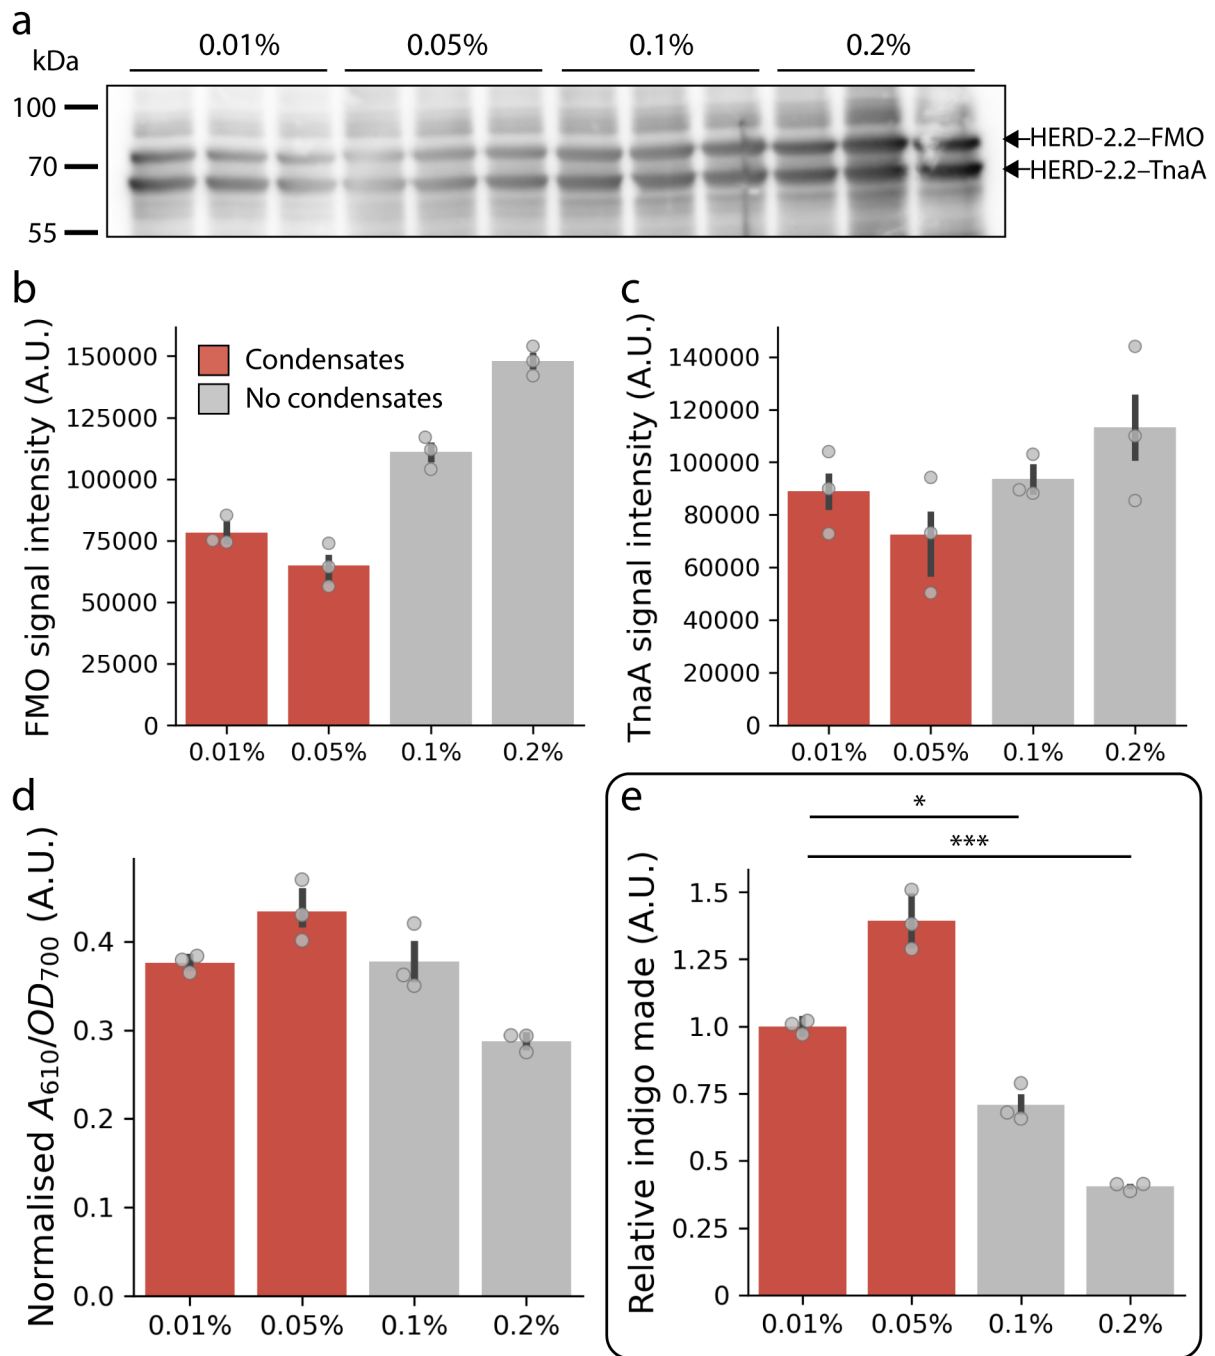 a
kDa
0.01% 0.05% 0.1% 0.2%
100
70
55
HERD-2.2–FMO
HERD-2.2–TnaA
b
FMO signal intensity (A.U.)
150000
125000
100000
75000
50000
25000
0
Condensates
No condensates
0.01% 0.05% 0.1% 0.2%
c
TnaA signal intensity (A.U.)
140000
120000
100000
80000
60000
40000
20000
0
0.01% 0.05% 0.1% 0.2%
d
Normalised A610/OD700 (A.U.)
0.4
0.3
0.2
0.1
0.0
0.01% 0.05% 0.1% 0.2%
e
*
***
Relative indigo made (A.U.)
1.5
1.25
1.0
0.75
0.5
0.25
0
0.01% 0.05% 0.1% 0.2%